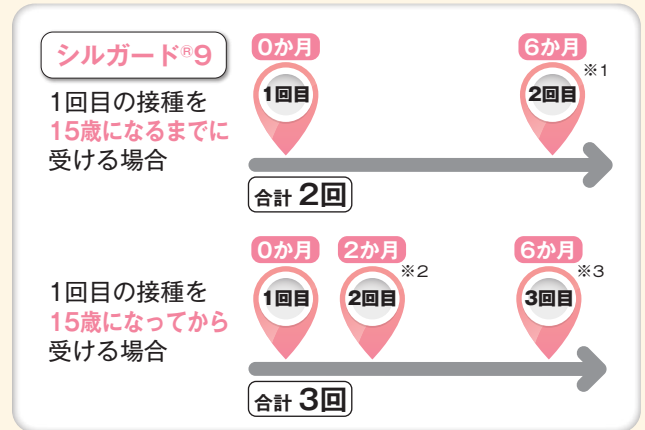 シルガード®9
1回目の接種を
15歳になるまでに
受ける場合
0か月 6か月
1回目 2回目 ※1
合計 2回
1回目の接種を
15歳になってから
受ける場合
0か月 2か月 6か月
1回目 2回目 ※2 3回目 ※3
合計 3回